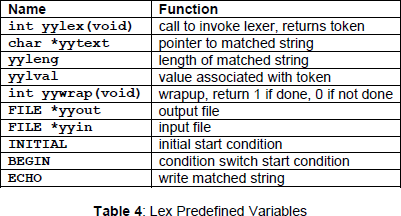 Name Function
int yylex(void) call to invoke lexer, returns token
char *yytext pointer to matched string
yyleng length of matched string
yylval value associated with token
int yywrap(void) wrapup, return 1 if done, 0 if not done
FILE *yyout output file
FILE *yyin input file
INITIAL initial start condition
BEGIN condition switch start condition
ECHO write matched string
Table 4: Lex Predefined Variables